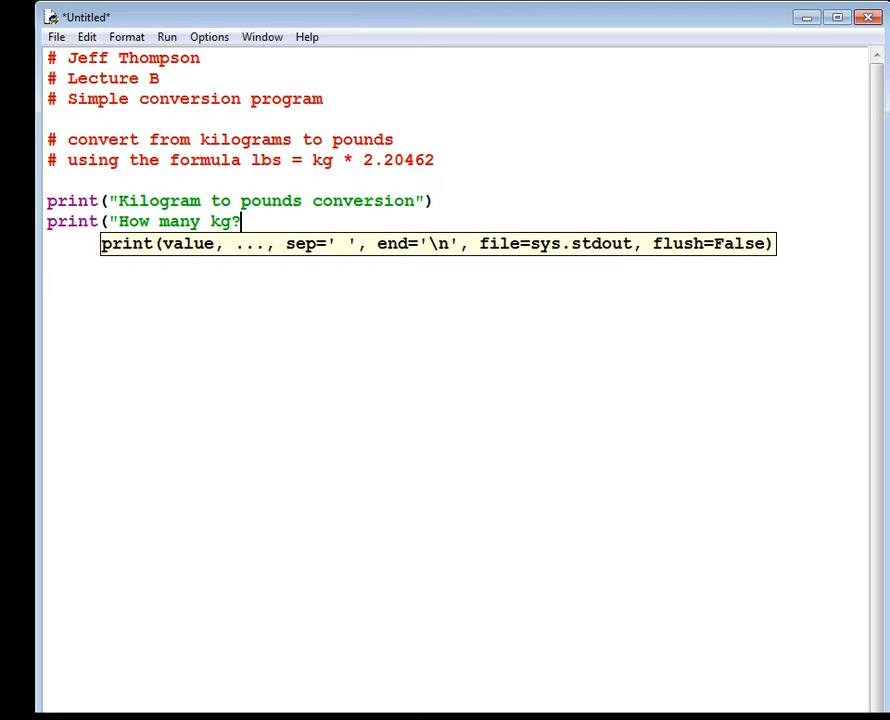 *Untitled*
File Edit Format Run Options Window Help
# Jeff Thompson
# Lecture B
# Simple conversion program
# convert from kilograms to pounds
# using the formula lbs = kg * 2.20462
print("Kilogram to pounds conversion")
print("How many kg?
print(value, ..., sep=' ', end='\n', file=sys.stdout, flush=False)